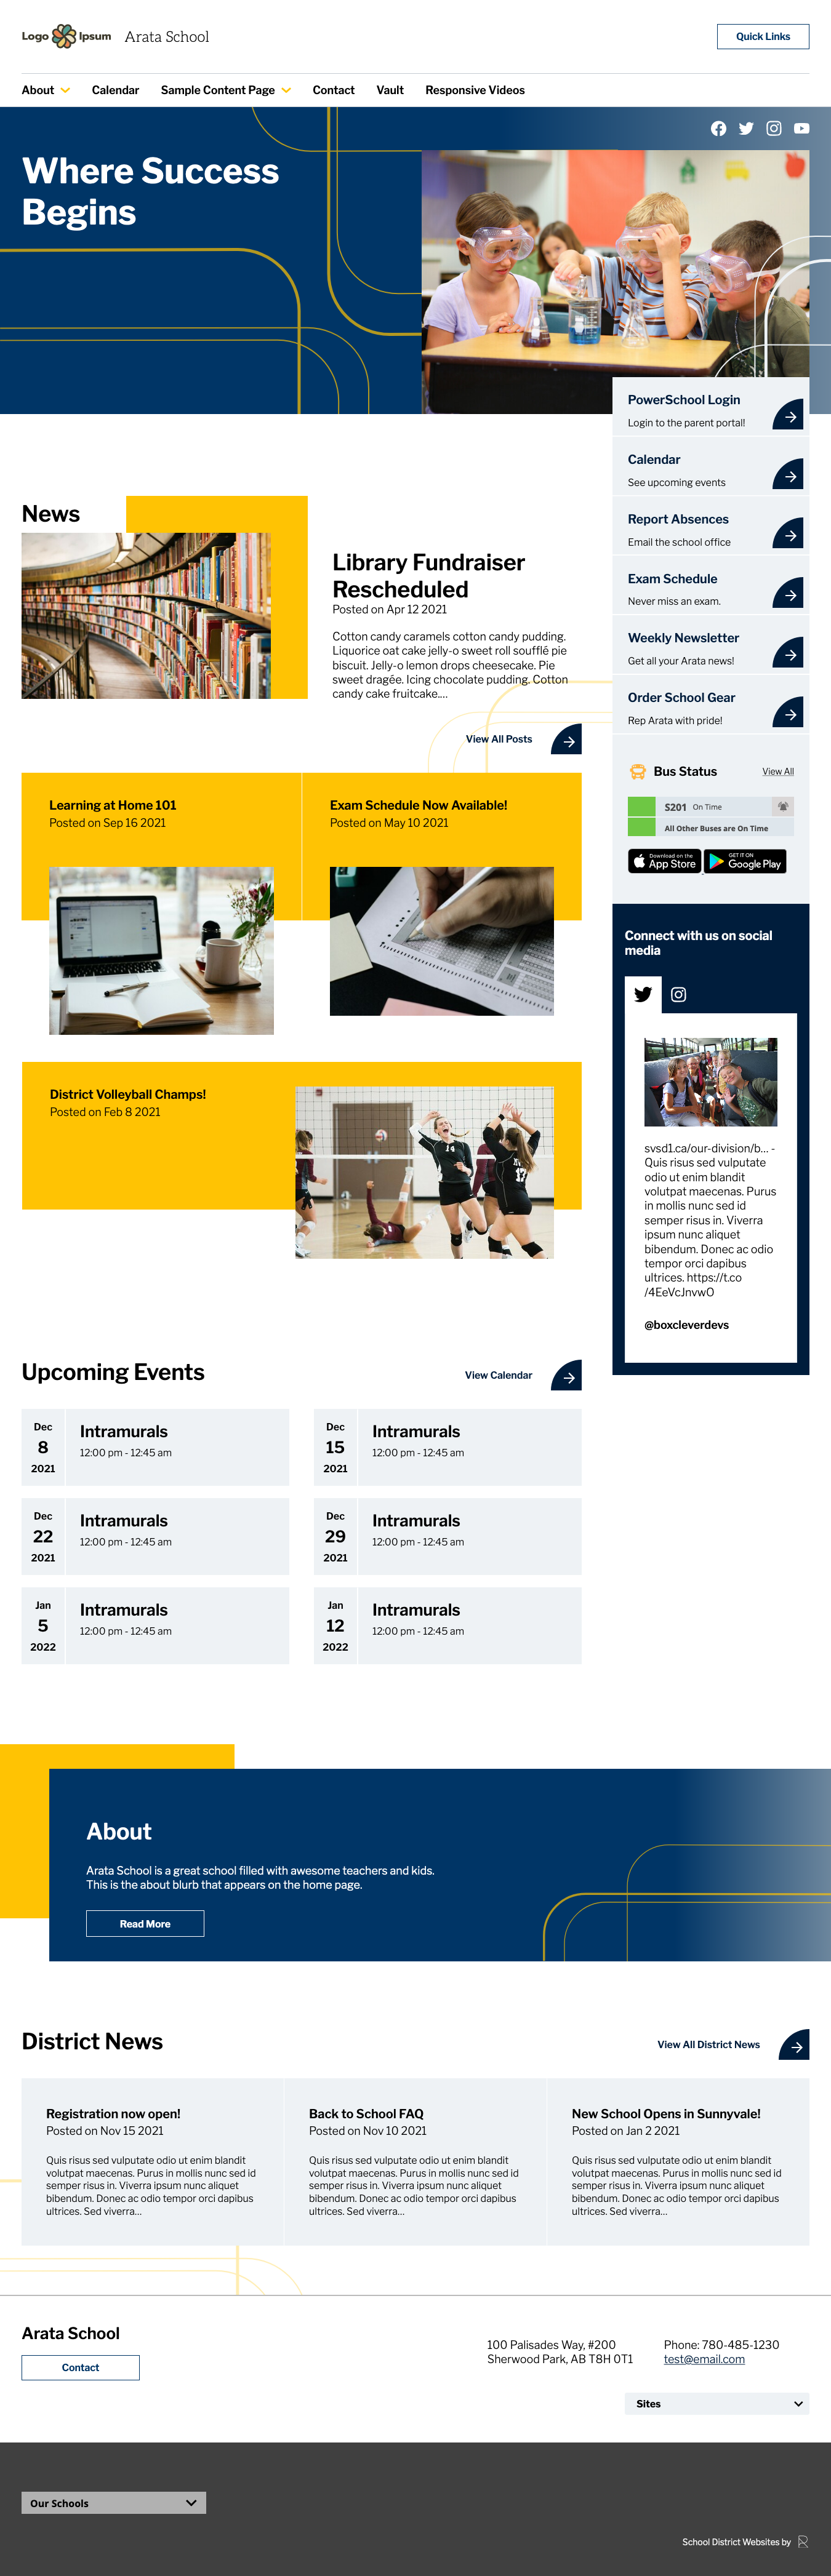 Logo Ipsum
Arata School
Quick Links
About
Calendar
Sample Content Page
Contact
Vault
Responsive Videos
Where Success
Begins
PowerSchool Login
Login to the parent portal!
Calendar
See upcoming events
Report Absences
Email the school office
Exam Schedule
Never miss an exam.
Weekly Newsletter
Get all your Arata news!
Order School Gear
Rep Arata with pride!
Bus Status
View All
S201 On Time
All Other Buses are On Time
Download on the
App Store
GET IT ON
Google Play
Connect with us on social
media
svsd1.ca/our-division/b... -
Quis risus sed vulputate
odio ut enim blandit
volutpat maecenas. Purus
in mollis nunc sed id
semper risus in. Viverra
ipsum nunc aliquet
bibendum. Donec ac odio
tempor orci dapibus
ultrices. https://t.co
/4EeVcJnvwO
@boxcleverdevs
News
Library Fundraiser
Rescheduled
Posted on Apr 12 2021
Cotton candy caramels cotton candy pudding.
Liquorice oat cake jelly-o sweet roll soufflé pie
biscuit. Jelly-o lemon drops cheesecake. Pie
sweet dragée. Icing chocolate pudding. Cotton
candy cake fruitcake....
View All Posts
Learning at Home 101
Posted on Sep 16 2021
Exam Schedule Now Available!
Posted on May 10 2021
District Volleyball Champs!
Posted on Feb 8 2021
14
13
Upcoming Events
View Calendar
Dec
8
2021
Intramurals
12:00 pm - 12:45 am
Dec
15
2021
Intramurals
12:00 pm - 12:45 am
Dec
22
2021
Intramurals
12:00 pm - 12:45 am
Dec
29
2021
Intramurals
12:00 pm - 12:45 am
Jan
5
2022
Intramurals
12:00 pm - 12:45 am
Jan
12
2022
Intramurals
12:00 pm - 12:45 am
About
Arata School is a great school filled with awesome teachers and kids.
This is the about blurb that appears on the home page.
Read More
District News
View All District News
Registration now open!
Posted on Nov 15 2021
Quis risus sed vulputate odio ut enim blandit
volutpat maecenas. Purus in mollis nunc sed id
semper risus in. Viverra ipsum nunc aliquet
bibendum. Donec ac odio tempor orci dapibus
ultrices. Sed viverra...
Back to School FAQ
Posted on Nov 10 2021
Quis risus sed vulputate odio ut enim blandit
volutpat maecenas. Purus in mollis nunc sed id
semper risus in. Viverra ipsum nunc aliquet
bibendum. Donec ac odio tempor orci dapibus
ultrices. Sed viverra...
New School Opens in Sunnyvale!
Posted on Jan 2 2021
Quis risus sed vulputate odio ut enim blandit
volutpat maecenas. Purus in mollis nunc sed id
semper risus in. Viverra ipsum nunc aliquet
bibendum. Donec ac odio tempor orci dapibus
ultrices. Sed viverra...
Arata School
Contact
100 Palisades Way, #200
Sherwood Park, AB T8H 0T1
Phone: 780-485-1230
test@email.com
Sites
Our Schools
School District Websites by